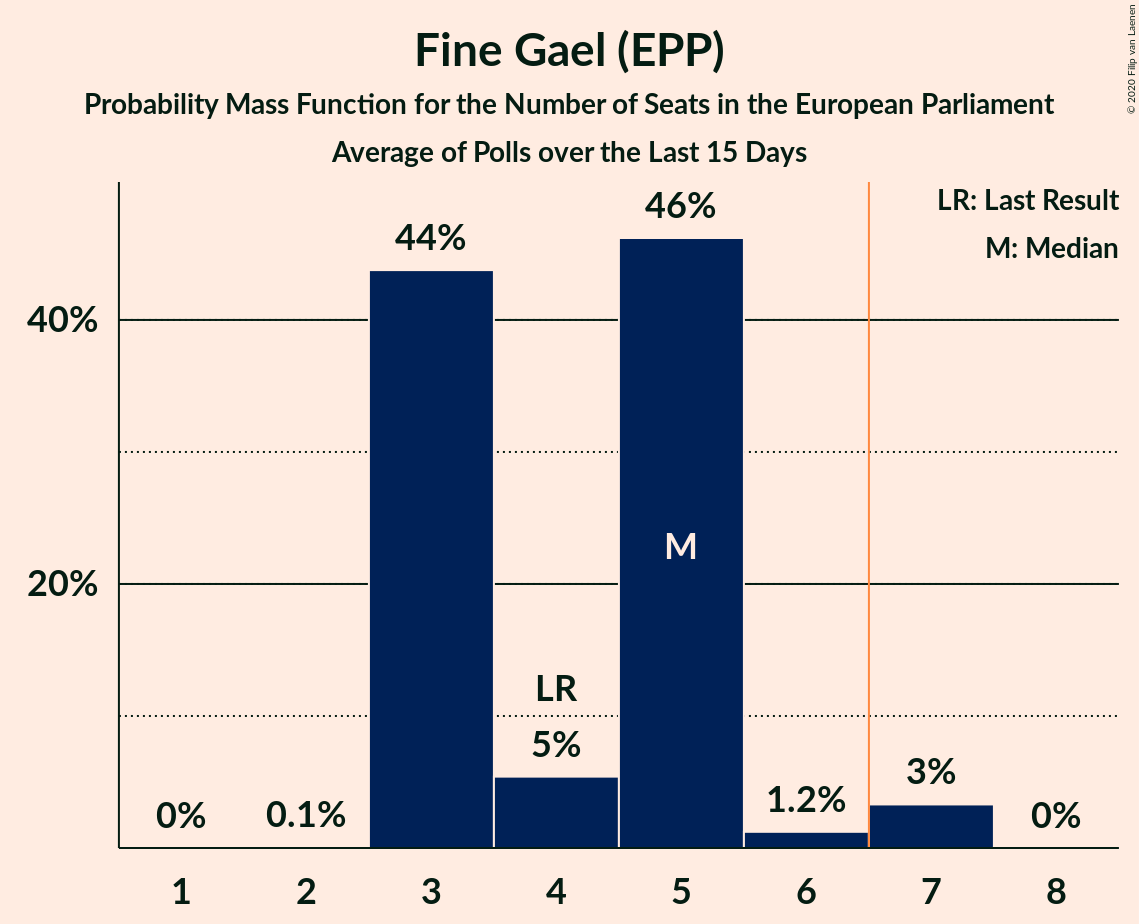 Fine Gael (EPP)
Probability Mass Function for the Number of Seats in the European Parliament
Average of Polls over the Last 15 Days
© 2020 Filip van Laenen
LR: Last Result
M: Median
46%
44%
40%
M
20%
LR
5%
3%
1.2%
0%
0.1%
0%
1 2 3 4 5 6 7 8